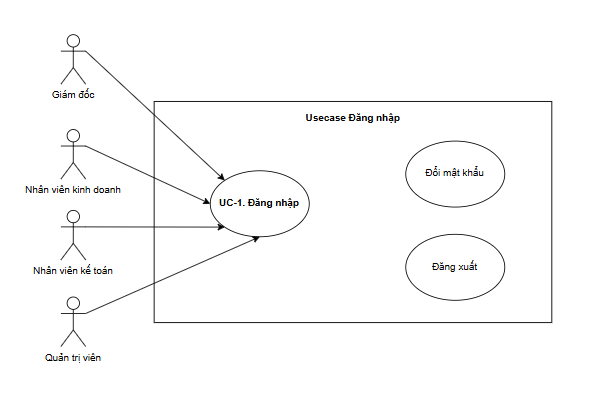 Giám đốc
Usecase Đăng nhập
Đổi mật khẩu
Nhân viên kinh doanh
UC-1. Đăng nhập
Nhân viên kế toán
Đăng xuất
Quản trị viên